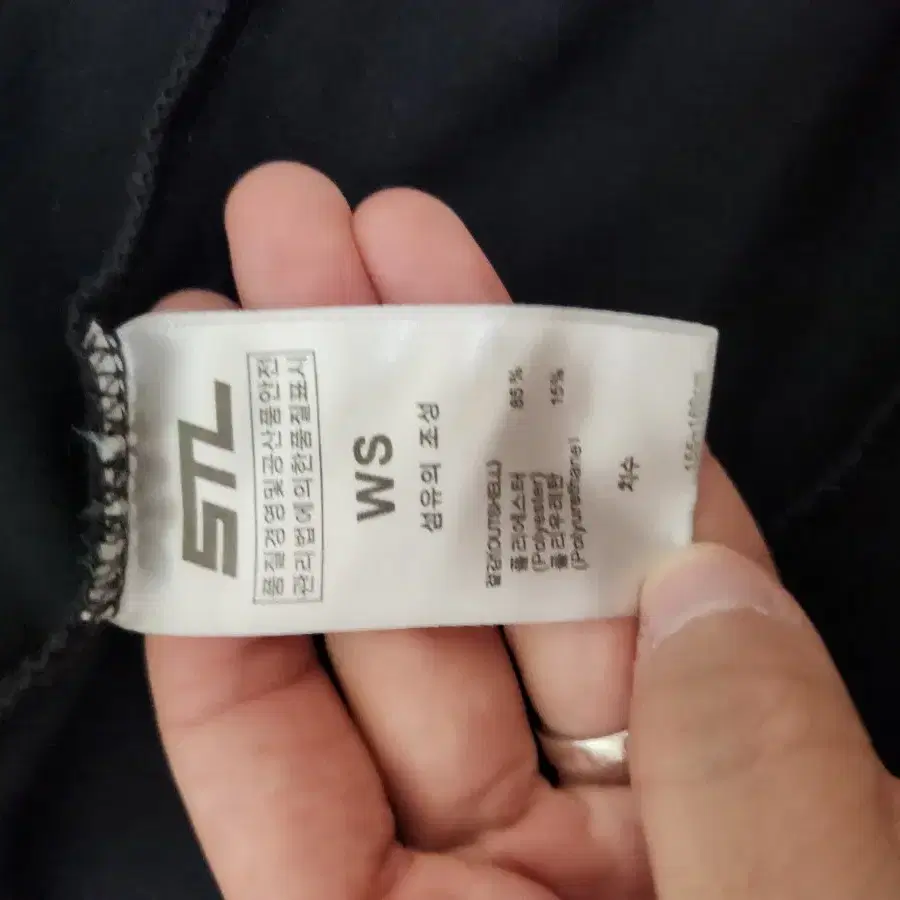 STL
품질경영및공산품안전
관리법에의한품질표시
WS
섬유의 조성
겉감(OUTSHELL)
폴리에스터 85%
(Polyester)
폴리우레탄 15%
(Polyurethane)
치수